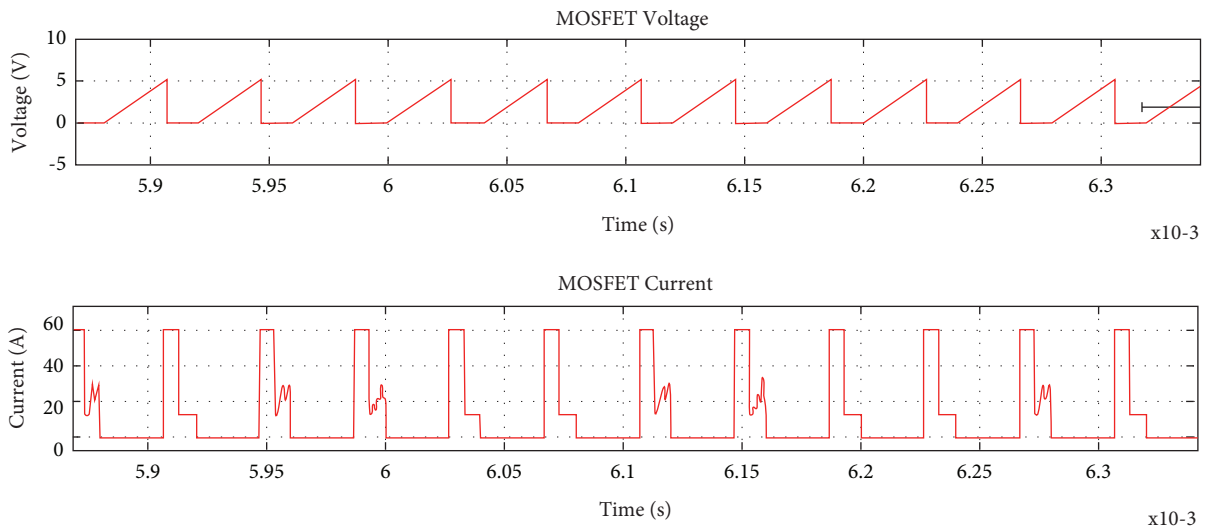 MOSFET Voltage
Voltage (V)
10
5
0
-5
5.9 5.95 6 6.05 6.1 6.15 6.2 6.25 6.3
Time (s)
x10-3
MOSFET Current
Current (A)
60
40
20
0
5.9 5.95 6 6.05 6.1 6.15 6.2 6.25 6.3
Time (s)
x10-3